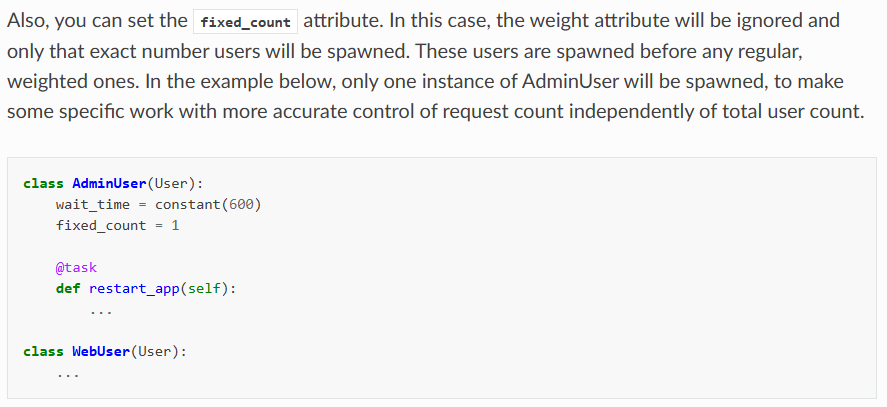 Also, you can set the fixed_count attribute. In this case, the weight attribute will be ignored and
only that exact number users will be spawned. These users are spawned before any regular,
weighted ones. In the example below, only one instance of AdminUser will be spawned, to make
some specific work with more accurate control of request count independently of total user count.
class AdminUser(User):
    wait_time = constant(600)
    fixed_count = 1
    @task
    def restart_app(self):
        ...
class WebUser(User):
    ...